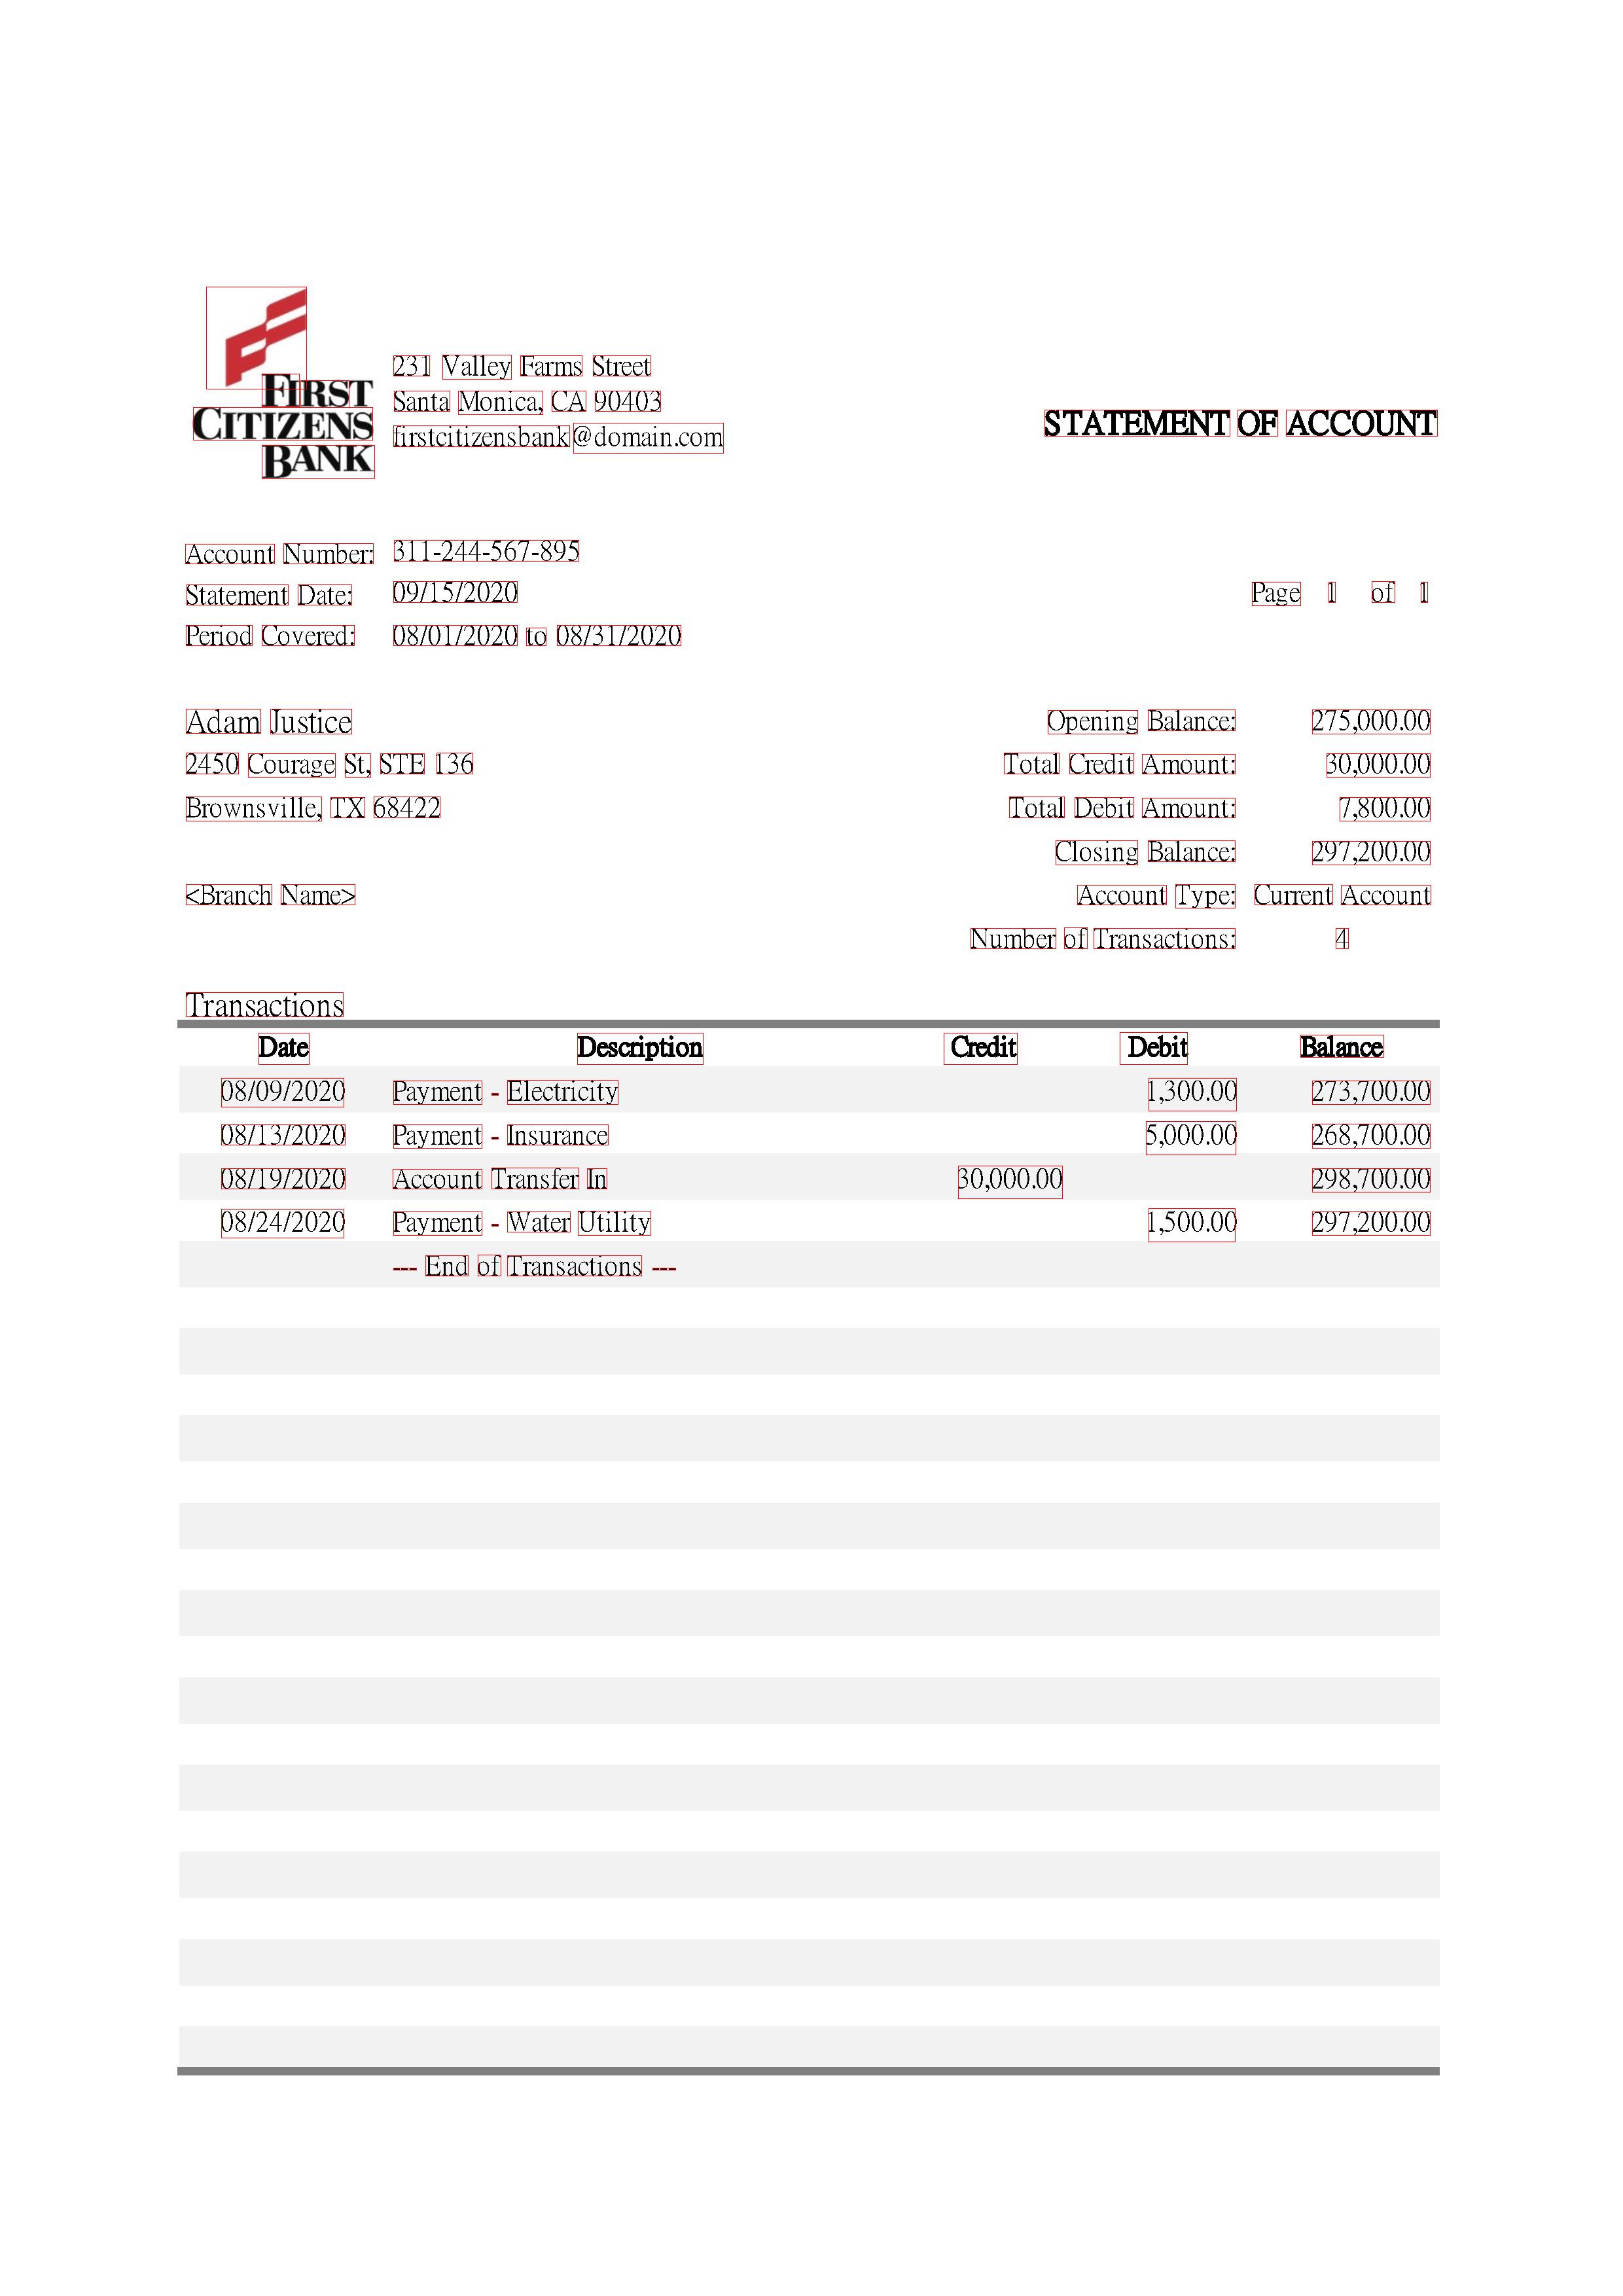 FIRST
CITIZENS
BANK
231 Valley Farms Street
Santa Monica, CA 90403
firstcitizensbank@domain.com
STATEMENT OF ACCOUNT
Account Number: 311-244-567-895
Statement Date: 09/15/2020 Page 1 of 1
Period Covered: 08/01/2020 to 08/31/2020
Adam Justice Opening Balance: 275,000.00
2450 Courage St, STE 136 Total Credit Amount: 30,000.00
Brownsville, TX 68422 Total Debit Amount: 7,800.00
Closing Balance: 297,200.00
<Branch Name> Account Type: Current Account
Number of Transactions: 4
Transactions
Date Description Credit Debit Balance
08/09/2020 Payment - Electricity 1,300.00 273,700.00
08/13/2020 Payment - Insurance 5,000.00 268,700.00
08/19/2020 Account Transfer In 30,000.00 298,700.00
08/24/2020 Payment - Water Utility 1,500.00 297,200.00
--- End of Transactions ---